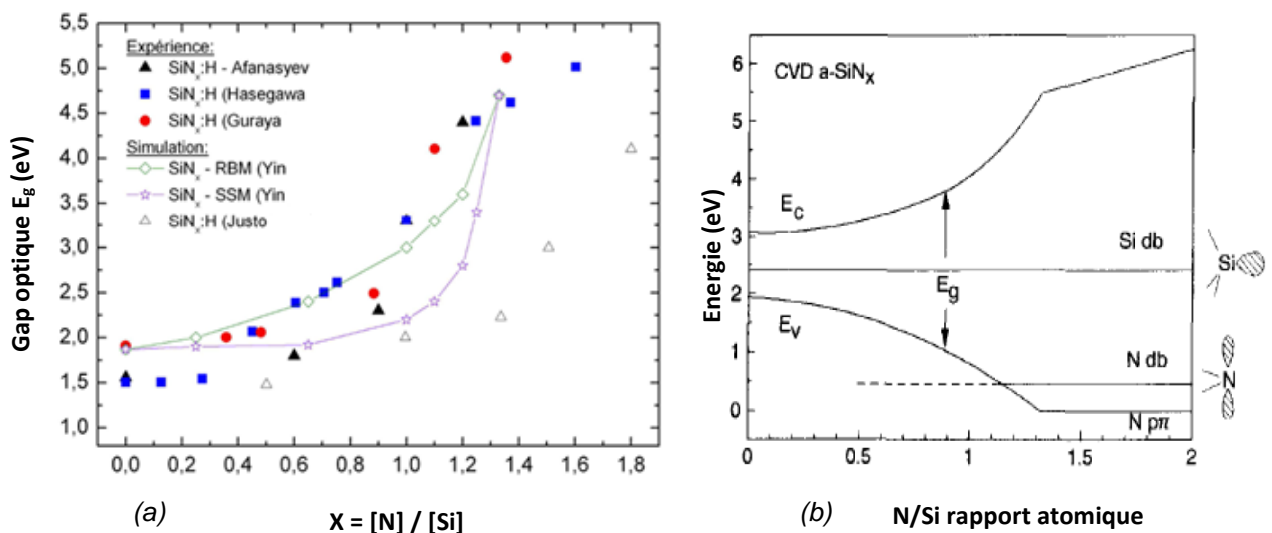 5,5
5,0
4,5
4,0
3,5
3,0
2,5
2,0
1,5
1,0
Gap optique Eg (eV)
Expérience:
SiNx:H - Afanasyev
SiNx:H (Hasegawa
SiNx:H (Guraya
Simulation:
SiNx - RBM (Yin
SiNx - SSM (Yin
SiNx:H (Justo
0,0 0,2 0,4 0,6 0,8 1,0 1,2 1,4 1,6 1,8
(a) X = [N] / [Si]
6
5
4
3
2
1
0
Energie (eV)
CVD a-SiNx
EC
Si db
Si
Eg
EV
N db
N
N pπ
0 0.5 1 1.5 2
(b) N/Si rapport atomique